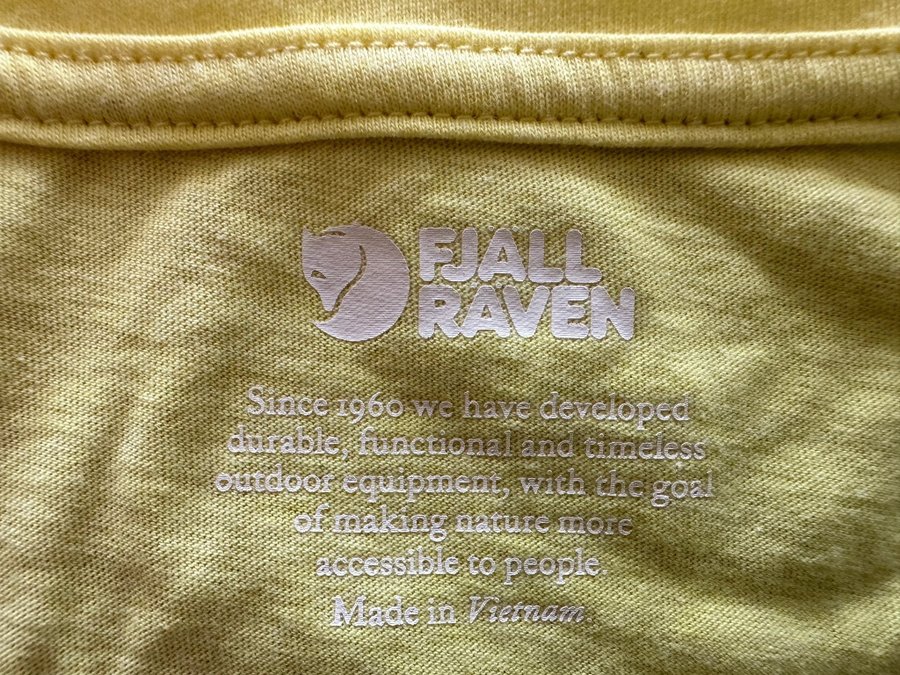 FJALL
RAVEN
Since 1960 we have developed
durable, functional and timeless
outdoor equipment, with the goal
of making nature more
accessible to people.
Made in Vietnam.